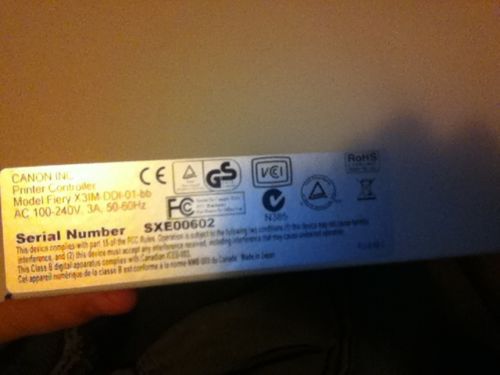 CANON INC.
Printer Controller
Model Fiery X3IM-DDI-01-bb
AC 100-240V, 3A, 50-60Hz
CE
GS
FC
VCI
N385
RoHS
Serial Number SXE00602
This device complies with part 15 of the FCC Rules. Operation is subject to the following two conditions: (1) this device may not cause harmful
interference, and (2) this device must accept any interference received, including interference that may cause undesired operation.
This Class B digital apparatus complies with Canadian ICES-003.
Cet appareil numérique de la classe B est conforme à la norme NMB-003 du Canada. Made in Japan